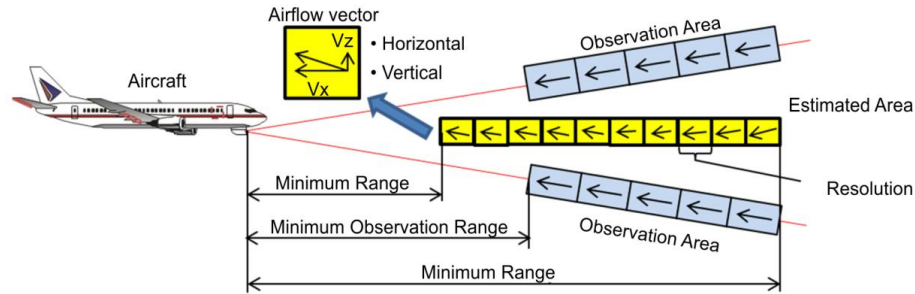 Airflow vector
Vz
Vx
• Horizontal
• Vertical
Aircraft
Observation Area
Estimated Area
Resolution
Minimum Range
Minimum Observation Range
Observation Area
Minimum Range